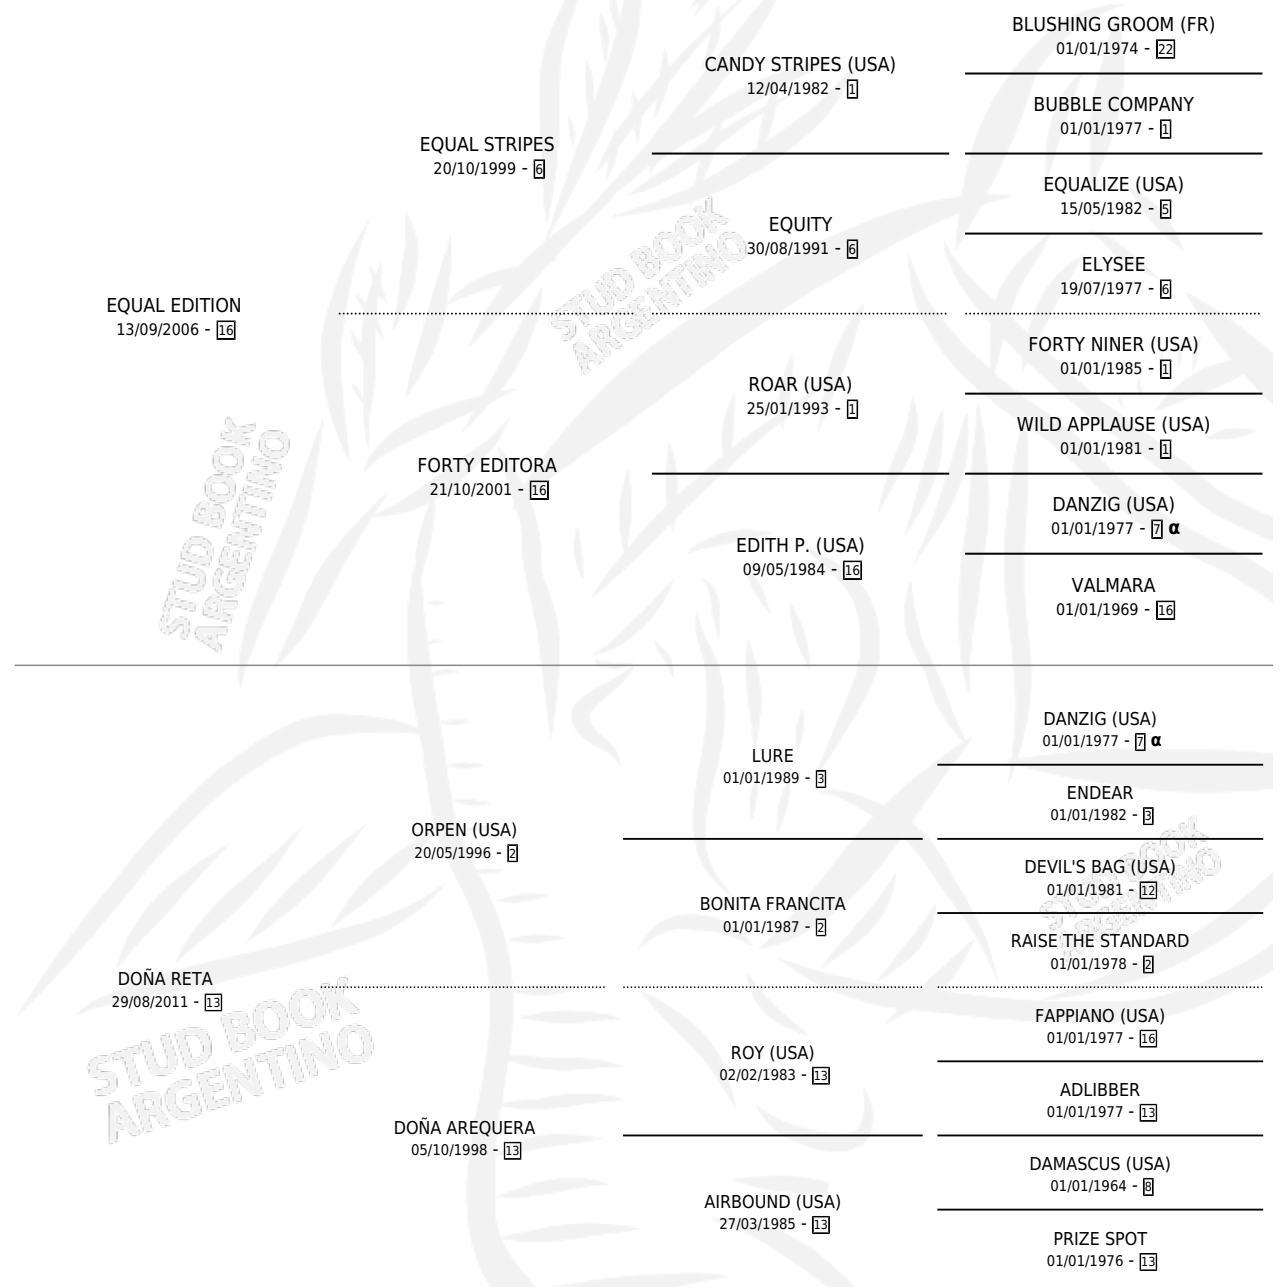 BLUSHING GROOM (FR)
01/01/1974 - 22
CANDY STRIPES (USA)
12/04/1982 - 1
BUBBLE COMPANY
01/01/1977 - 1
EQUAL STRIPES
20/10/1999 - 6
EQUALIZE (USA)
15/05/1982 - 5
EQUITY
30/08/1991 - 6
ELYSEE
19/07/1977 - 6
EQUAL EDITION
13/09/2006 - 16
FORTY NINER (USA)
01/01/1985 - 1
ROAR (USA)
25/01/1993 - 1
WILD APPLAUSE (USA)
01/01/1981 - 1
FORTY EDITORA
21/10/2001 - 16
DANZIG (USA)
01/01/1977 - 7 α
EDITH P. (USA)
09/05/1984 - 16
VALMARA
01/01/1969 - 16
DANZIG (USA)
01/01/1977 - 7 α
LURE
01/01/1989 - 3
ENDEAR
01/01/1982 - 3
ORPEN (USA)
20/05/1996 - 2
DEVIL'S BAG (USA)
01/01/1981 - 12
BONITA FRANCITA
01/01/1987 - 2
RAISE THE STANDARD
01/01/1978 - 2
DOÑA RETA
29/08/2011 - 13
FAPPIANO (USA)
01/01/1977 - 16
ROY (USA)
02/02/1983 - 13
ADLIBBER
01/01/1977 - 13
DOÑA AREQUERA
05/10/1998 - 13
DAMASCUS (USA)
01/01/1964 - 8
AIRBOUND (USA)
27/03/1985 - 13
PRIZE SPOT
01/01/1976 - 13
STUD BOOK
ARGENTINO
STUD BOOK
ARGENTINO
STUD BOOK
ARGENTINO
STUD BOOK
ARGENTINO